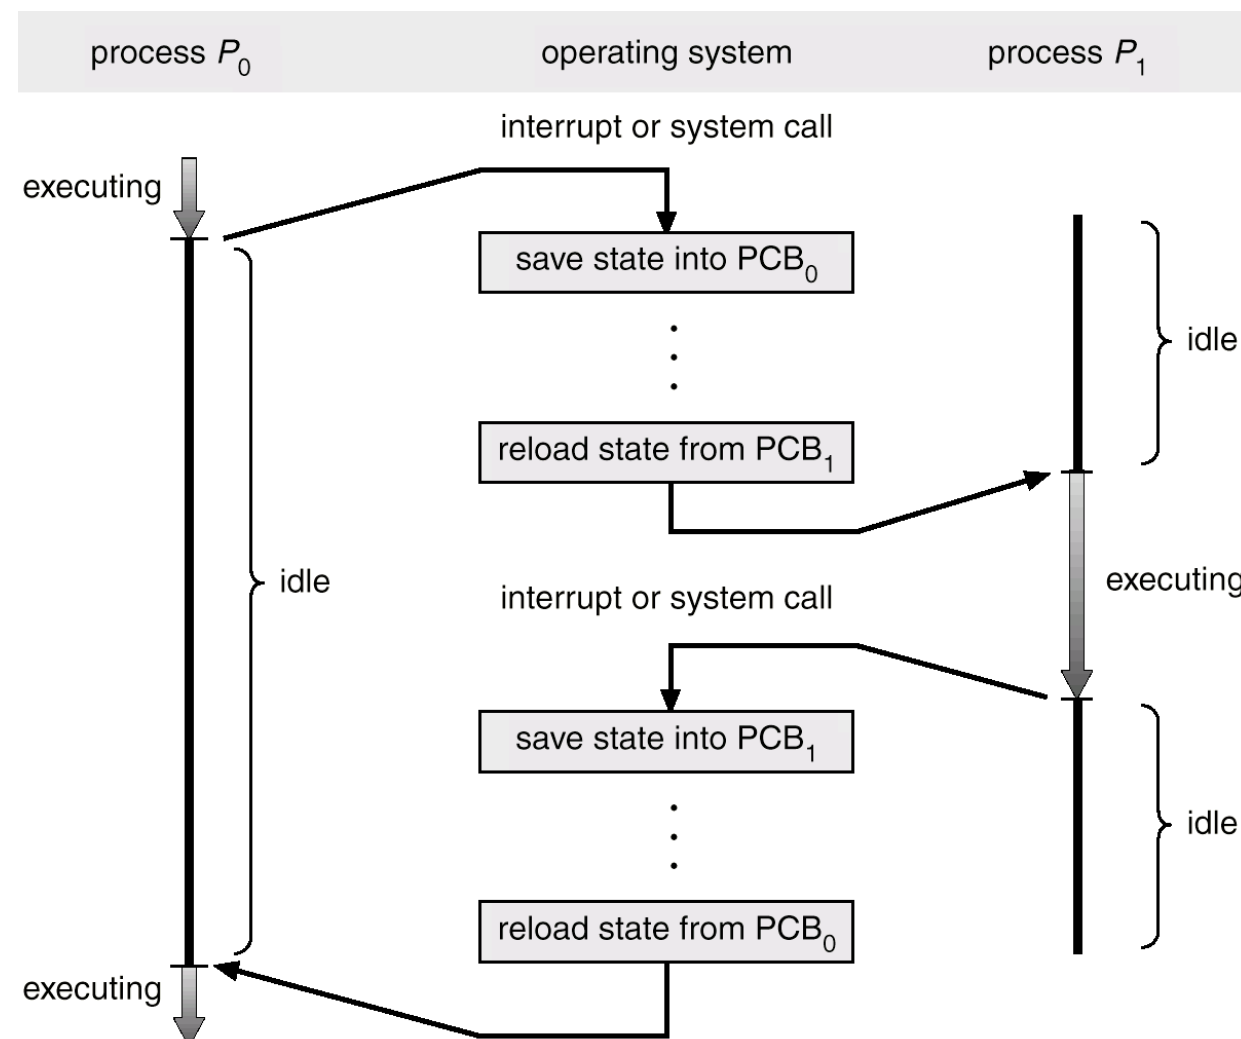 process P₀
operating system
process P₁
interrupt or system call
executing
save state into PCB₀
idle
reload state from PCB₁
idle
executing
interrupt or system call
save state into PCB₁
idle
reload state from PCB₀
executing